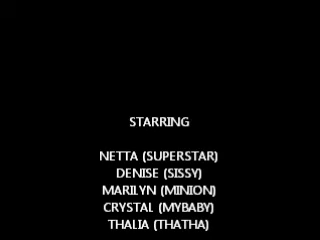 STARRING
NETTA (SUPERSTAR)
DENISE (SISSY)
MARILYN (MINION)
CRYSTAL (MYBABY)
THALIA (THATHA)